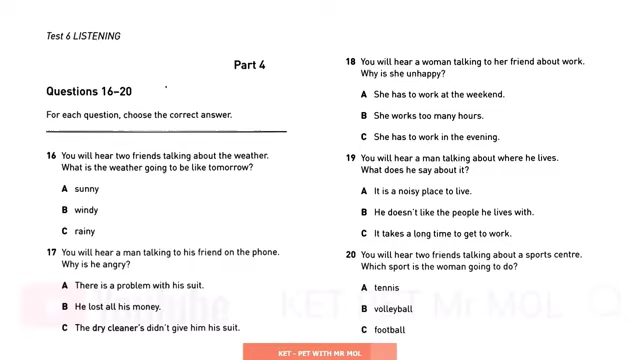 Test 6 LISTENING
Part 4
Questions 16–20
For each question, choose the correct answer.
16 You will hear two friends talking about the weather.
What is the weather going to be like tomorrow?
A sunny
B windy
C rainy
17 You will hear a man talking to his friend on the phone.
Why is he angry?
A There is a problem with his suit.
B He lost all his money.
C The dry cleaner's didn't give him his suit.
18 You will hear a woman talking to her friend about work.
Why is she unhappy?
A She has to work at the weekend.
B She works too many hours.
C She has to work in the evening.
19 You will hear a man talking about where he lives.
What does he say about it?
A It is a noisy place to live.
B He doesn't like the people he lives with.
C It takes a long time to get to work.
20 You will hear two friends talking about a sports centre.
Which sport is the woman going to do?
A tennis
B volleyball
C football
YouTube KET PET Mr MOL
KET - PET WITH MR MOL